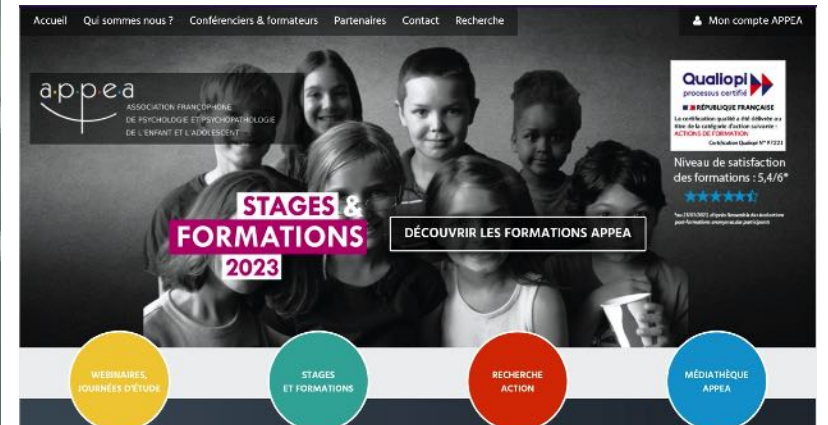 Accueil Qui sommes nous ? Conférenciers & formateurs Partenaires Contact Recherche Mon compte APPEA
a·p·p·e·a
ASSOCIATION FRANCOPHONE
DE PSYCHOLOGIE ET PSYCHOPATHOLOGIE
DE L'ENFANT ET L'ADOLESCENT
Qualiopi
processus certifié
RÉPUBLIQUE FRANÇAISE
La certification qualité a été délivrée au
titre de la catégorie d'action suivante :
ACTIONS DE FORMATION
Certification Qualiopi N°
Niveau de satisfaction
des formations : 5,4/6*
STAGES &
FORMATIONS
2023
DÉCOUVRIR LES FORMATIONS APPEA
WEBINAIRES,
JOURNÉES D'ÉTUDE
STAGES
ET FORMATIONS
RECHERCHE
ACTION
MÉDIATHÈQUE
APPEA